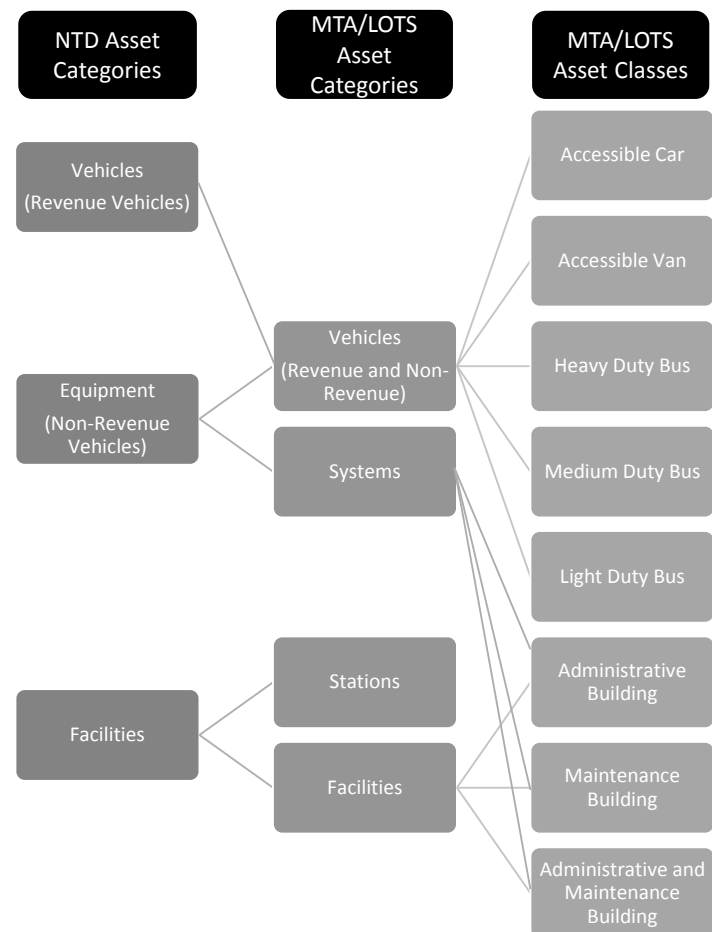 NTD Asset
Categories
MTA/LOTS
Asset
Categories
MTA/LOTS
Asset Classes
Vehicles
(Revenue Vehicles)
Equipment
(Non-Revenue
Vehicles)
Facilities
Vehicles
(Revenue and Non-
Revenue)
Systems
Stations
Facilities
Accessible Car
Accessible Van
Heavy Duty Bus
Medium Duty Bus
Light Duty Bus
Administrative
Building
Maintenance
Building
Administrative and
Maintenance
Building